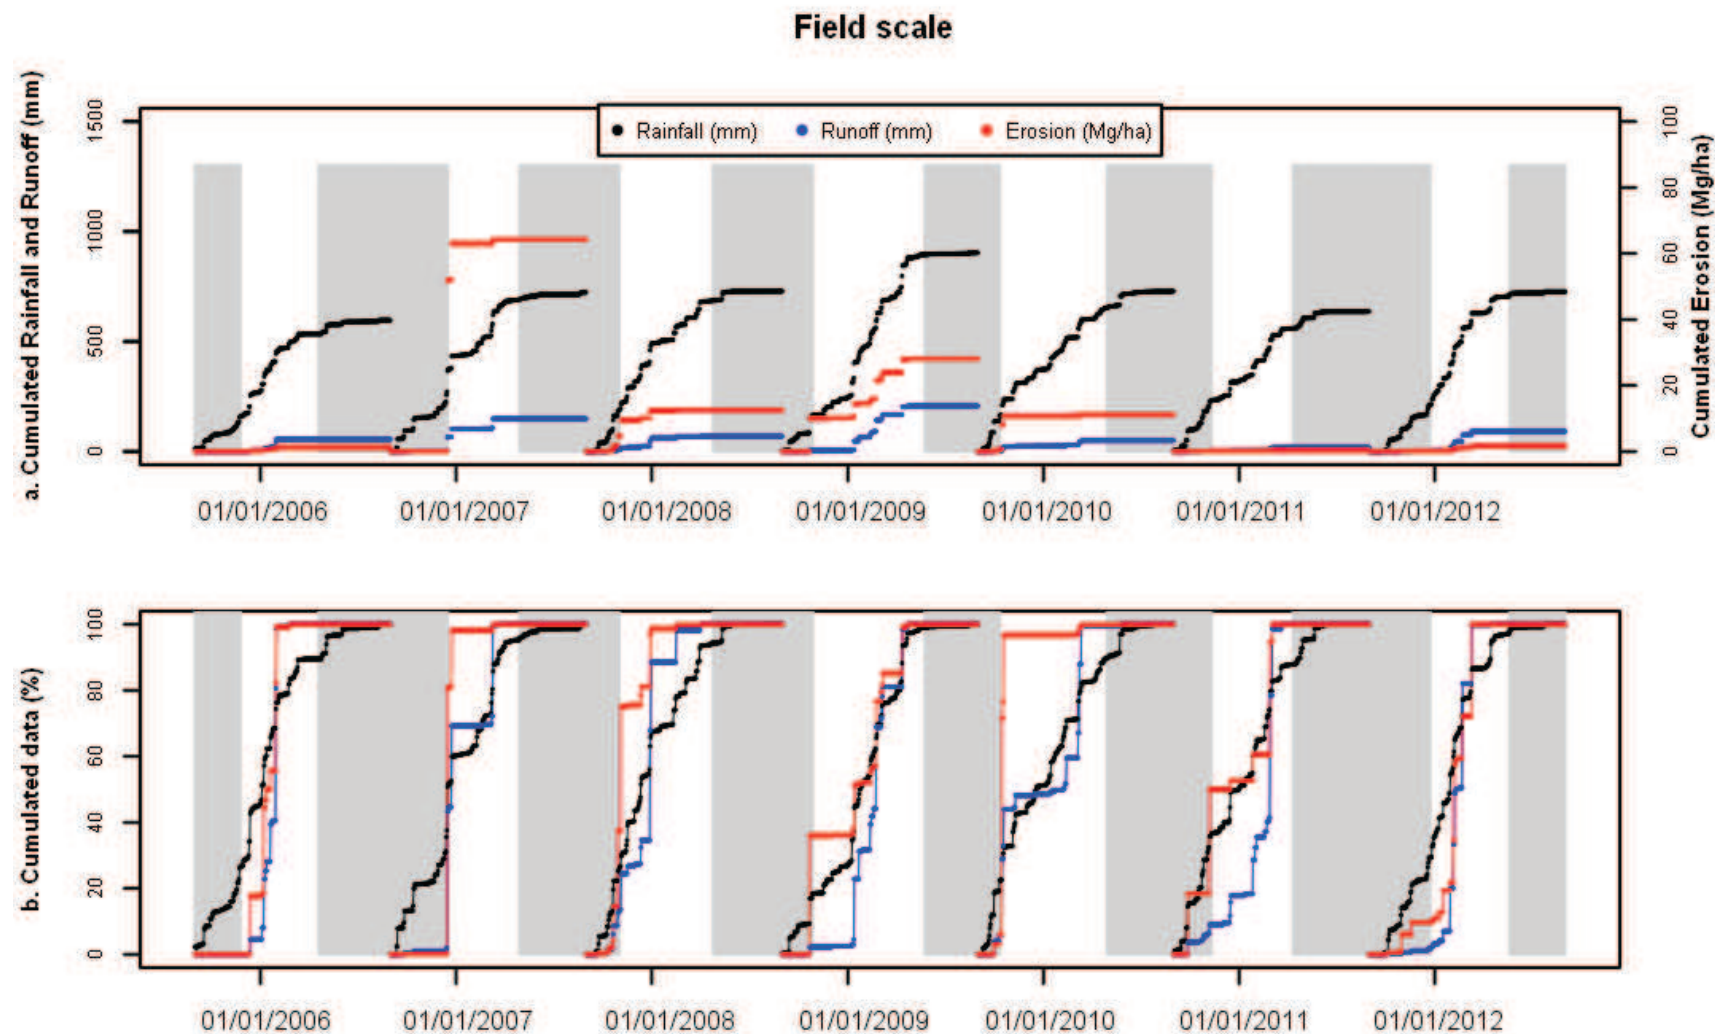 Field scale
a. Cumulated Rainfall and Runoff (mm)
1500
1000
500
0
Rainfall (mm) Runoff (mm) Erosion (Mg/ha)
100
80
60
40
20
0
Cumulated Erosion (Mg/ha)
01/01/2006 01/01/2007 01/01/2008 01/01/2009 01/01/2010 01/01/2011 01/01/2012
b. Cumulated data (%)
100
80
60
40
20
0
01/01/2006 01/01/2007 01/01/2008 01/01/2009 01/01/2010 01/01/2011 01/01/2012